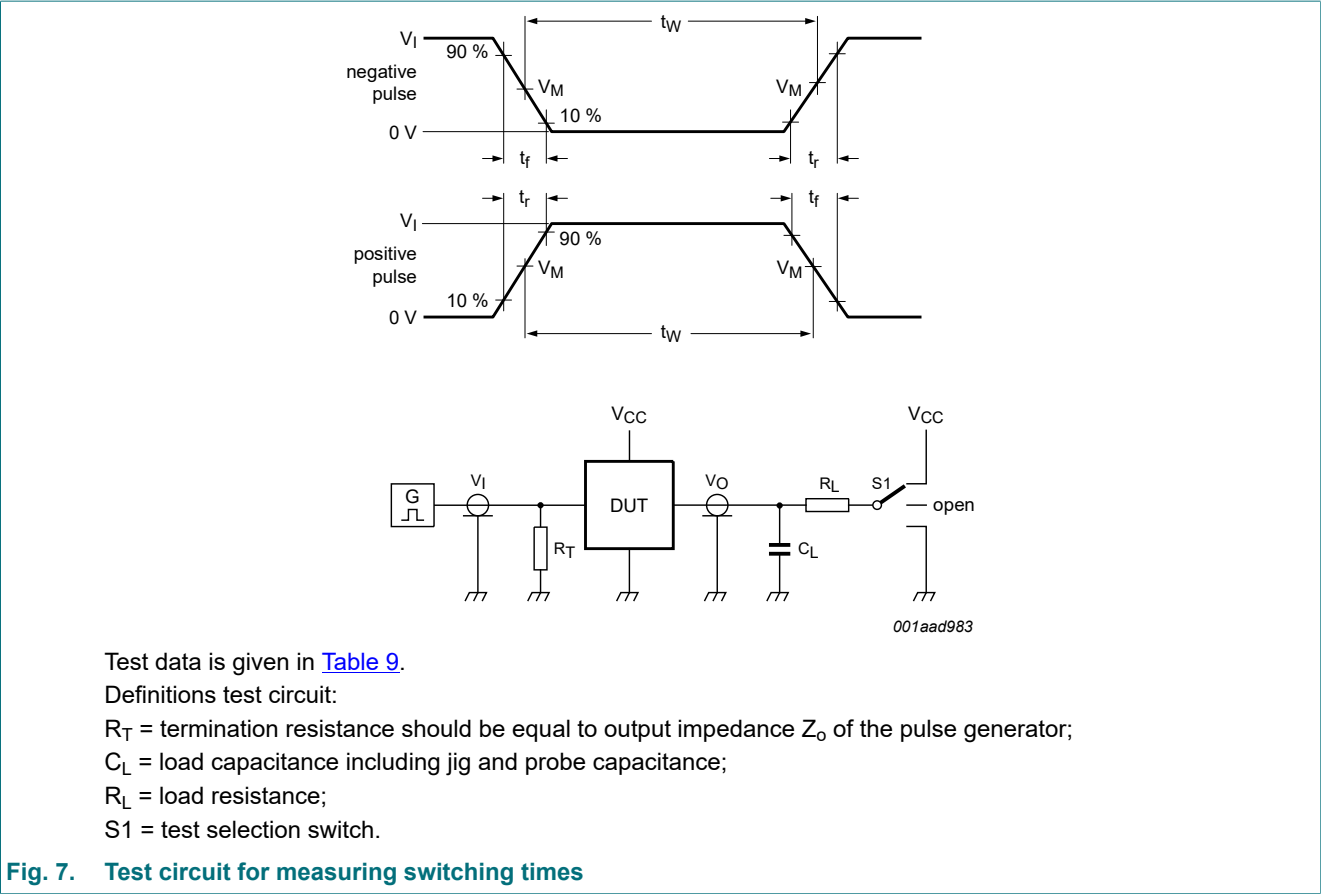 tW
VI
90 %
negative
pulse
VM
VM
10 %
0 V
tf
tr
tr
tf
VI
90 %
positive
pulse
VM
VM
10 %
0 V
tW
VCC
VCC
G
VI
DUT
VO
RL
S1
open
RT
CL
001aad983
Test data is given in Table 9.
Definitions test circuit:
RT = termination resistance should be equal to output impedance Zo of the pulse generator;
CL = load capacitance including jig and probe capacitance;
RL = load resistance;
S1 = test selection switch.
Fig. 7. Test circuit for measuring switching times